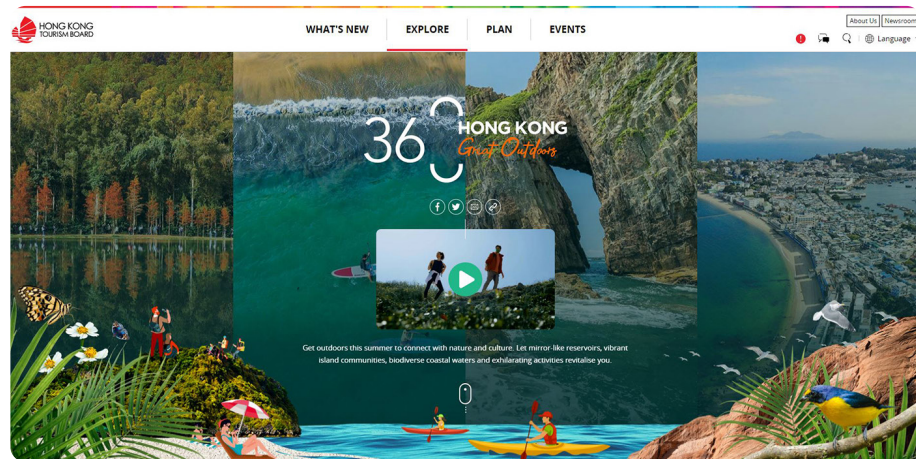 HONG KONG
TOURISM BOARD
WHAT'S NEW
EXPLORE
PLAN
EVENTS
About Us
Newsroom
Language
360
HONG KONG
Great Outdoors
Get outdoors this summer to connect with nature and culture. Let mirror-like reservoirs, vibrant
island communities, biodiverse coastal waters and exhilarating activities revitalise you.